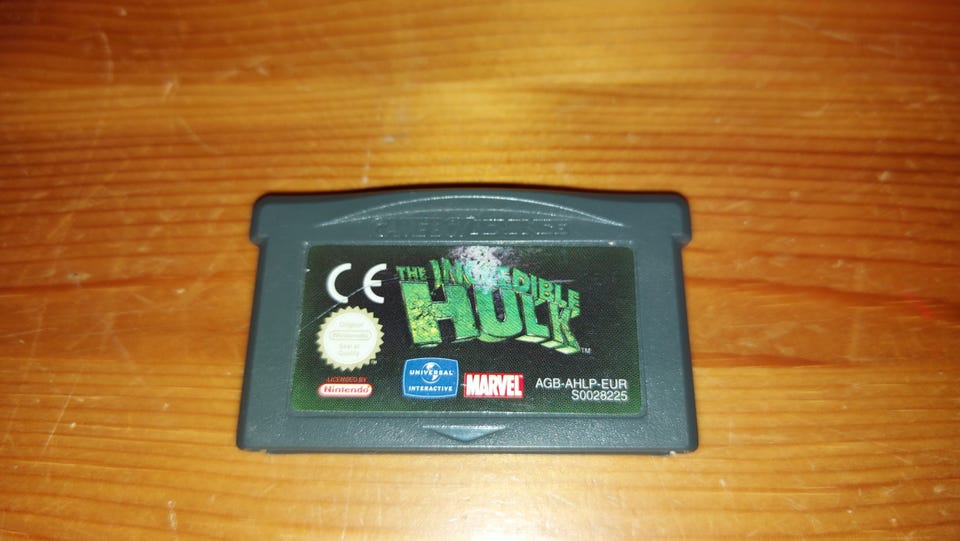 GAME BOY ADVANCE
CE
THE INCREDIBLE
HULK
TM
Original
Nintendo
Seal of
Quality
LICENSED BY
Nintendo
UNIVERSAL
INTERACTIVE
MARVEL
AGB-AHLP-EUR
S0028225